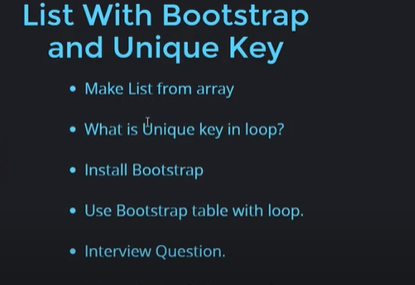 List With Bootstrap
and Unique Key
• Make List from array
• What is Unique key in loop?
• Install Bootstrap
• Use Bootstrap table with loop.
• Interview Question.